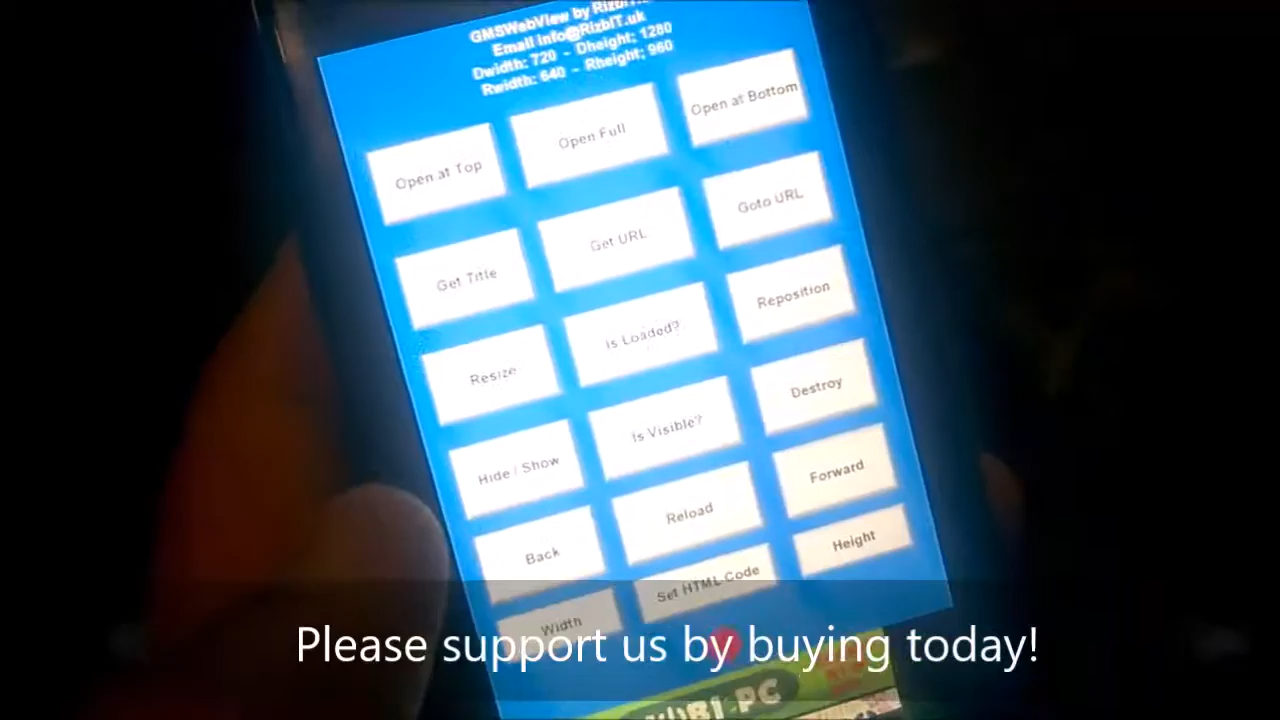 GMSWebView by RizbIT.uk
Email info@RizbIT.uk
Dwidth: 720 - Dheight; 1280
Rwidth: 640 - Rheight; 960
Open at Top
Open Full
Open at Bottom
Get Title
Get URL
Goto URL
Resize
Is Loaded?
Reposition
Hide / Show
Is Visible?
Destroy
Back
Reload
Forward
Width
Set HTML Code
Height
Please support us by buying today!